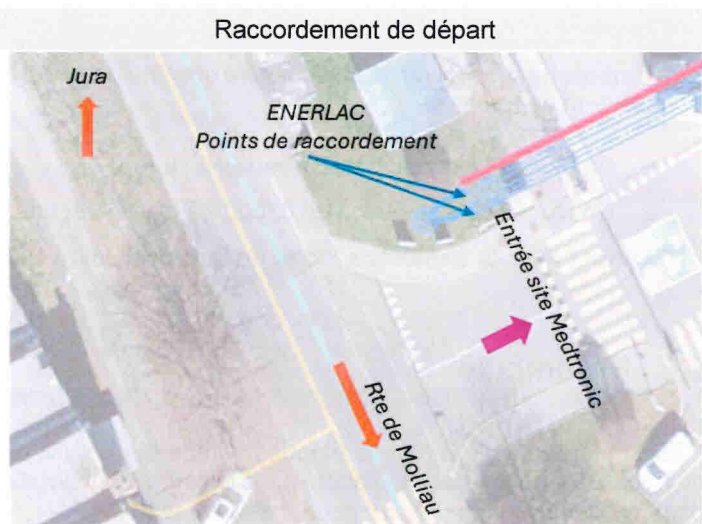 Raccordement de départ
Jura
ENERLAC
Points de raccordement
Entrée site Medtronic
Rte de Molliau